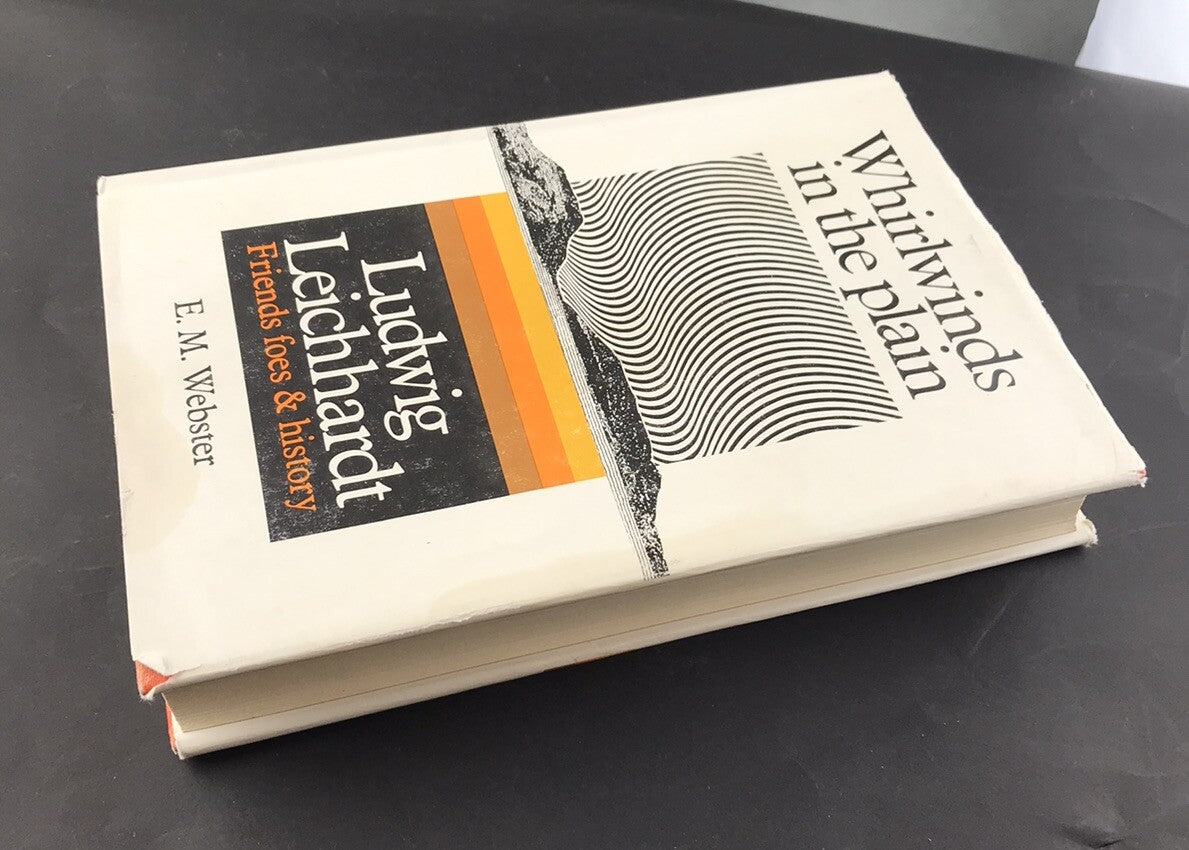 Whirlwinds
in the plain
Ludwig
Leichhardt
Friends foes & history
E. M. Webster